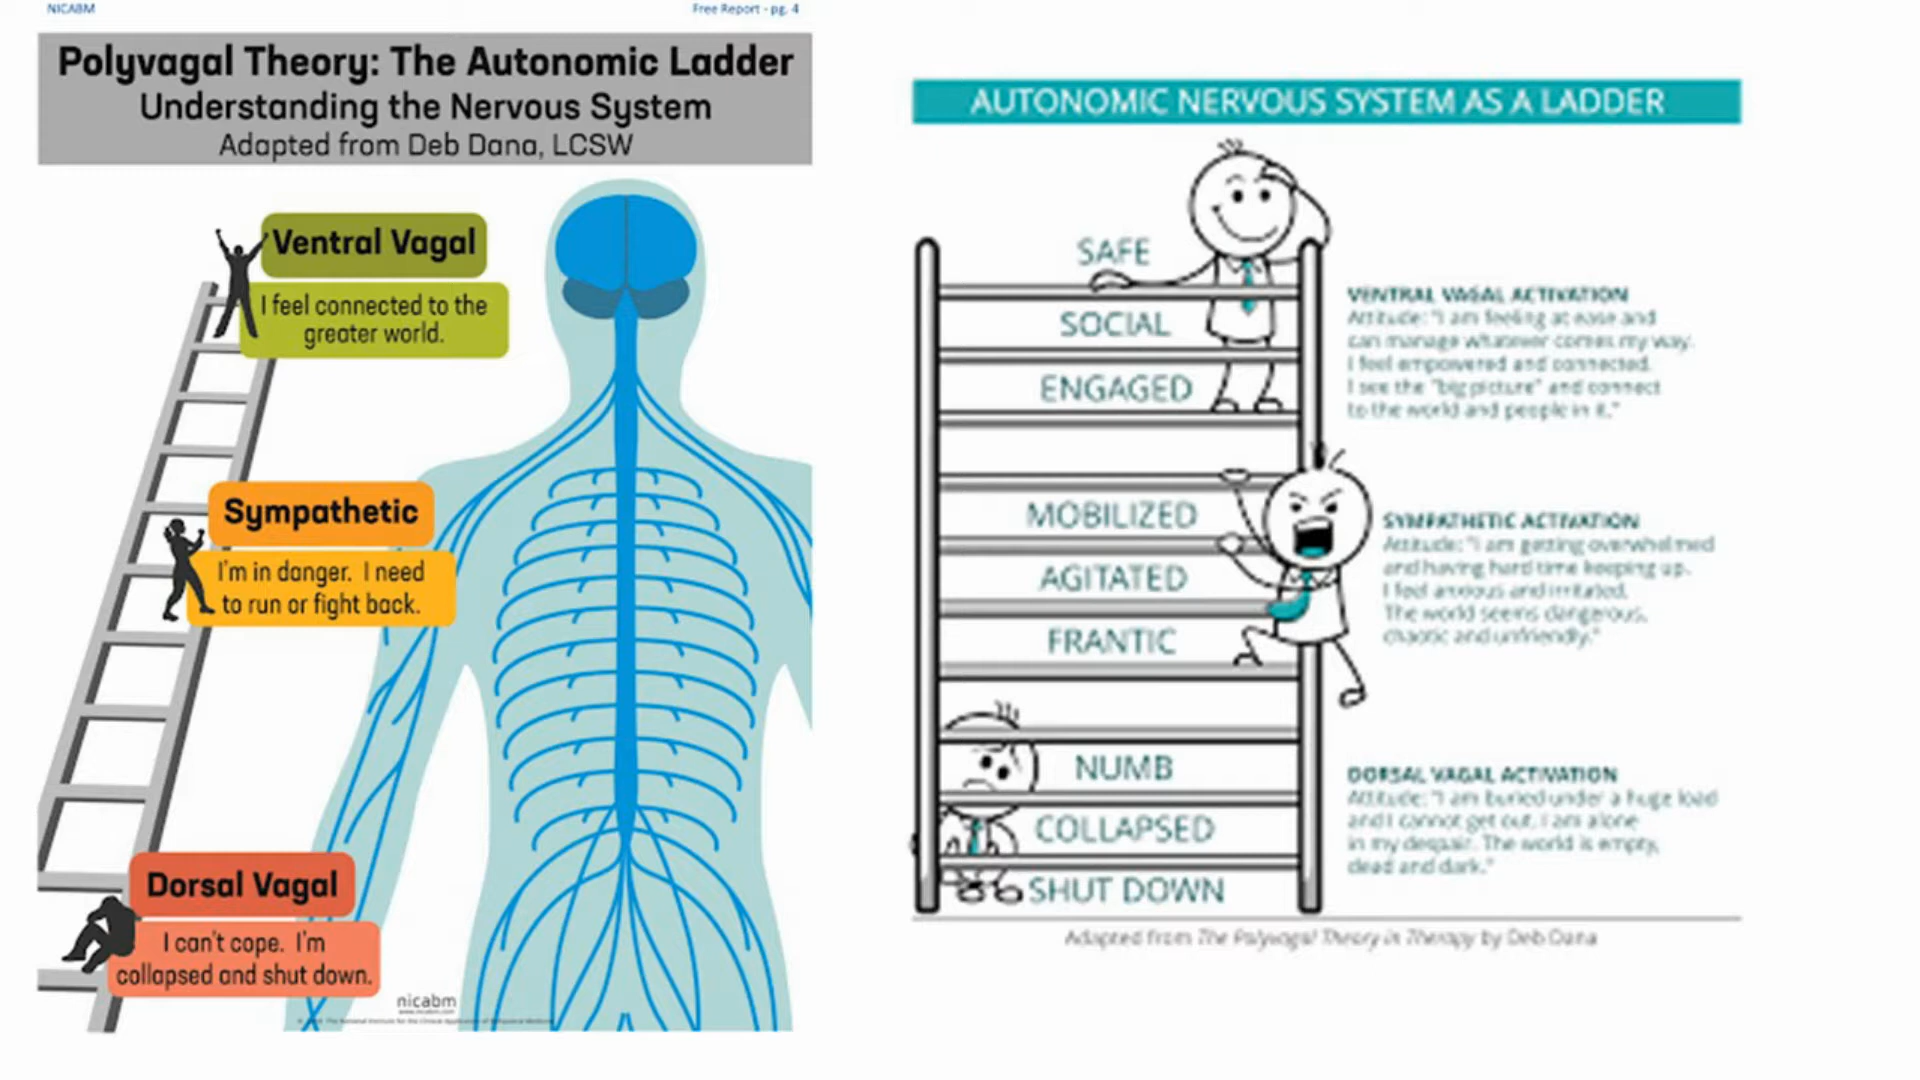 NICABM
Free Report - pg. 4
Polyvagal Theory: The Autonomic Ladder
Understanding the Nervous System
Adapted from Deb Dana, LCSW
Ventral Vagal
I feel connected to the
greater world.
Sympathetic
I'm in danger. I need
to run or fight back.
Dorsal Vagal
I can't cope. I'm
collapsed and shut down.
nicabm
www.nicabm.com
AUTONOMIC NERVOUS SYSTEM AS A LADDER
SAFE
SOCIAL
ENGAGED
VENTRAL VAGAL ACTIVATION
Attitude: "I am feeling at ease and
can manage whatever comes my way.
I feel empowered and connected.
I see the "big picture" and connect
to the world and people in it."
MOBILIZED
AGITATED
FRANTIC
SYMPATHETIC ACTIVATION
Attitude: "I am getting overwhelmed
and having hard time keeping up.
I feel anxious and irritated.
The world seems dangerous,
chaotic and unfriendly."
NUMB
COLLAPSED
SHUT DOWN
DORSAL VAGAL ACTIVATION
Attitude: "I am buried under a huge load
and I cannot get out. I am alone
in my despair. The world is empty,
dead and dark."
Adapted from The Polyvagal Theory in Therapy by Deb Dana